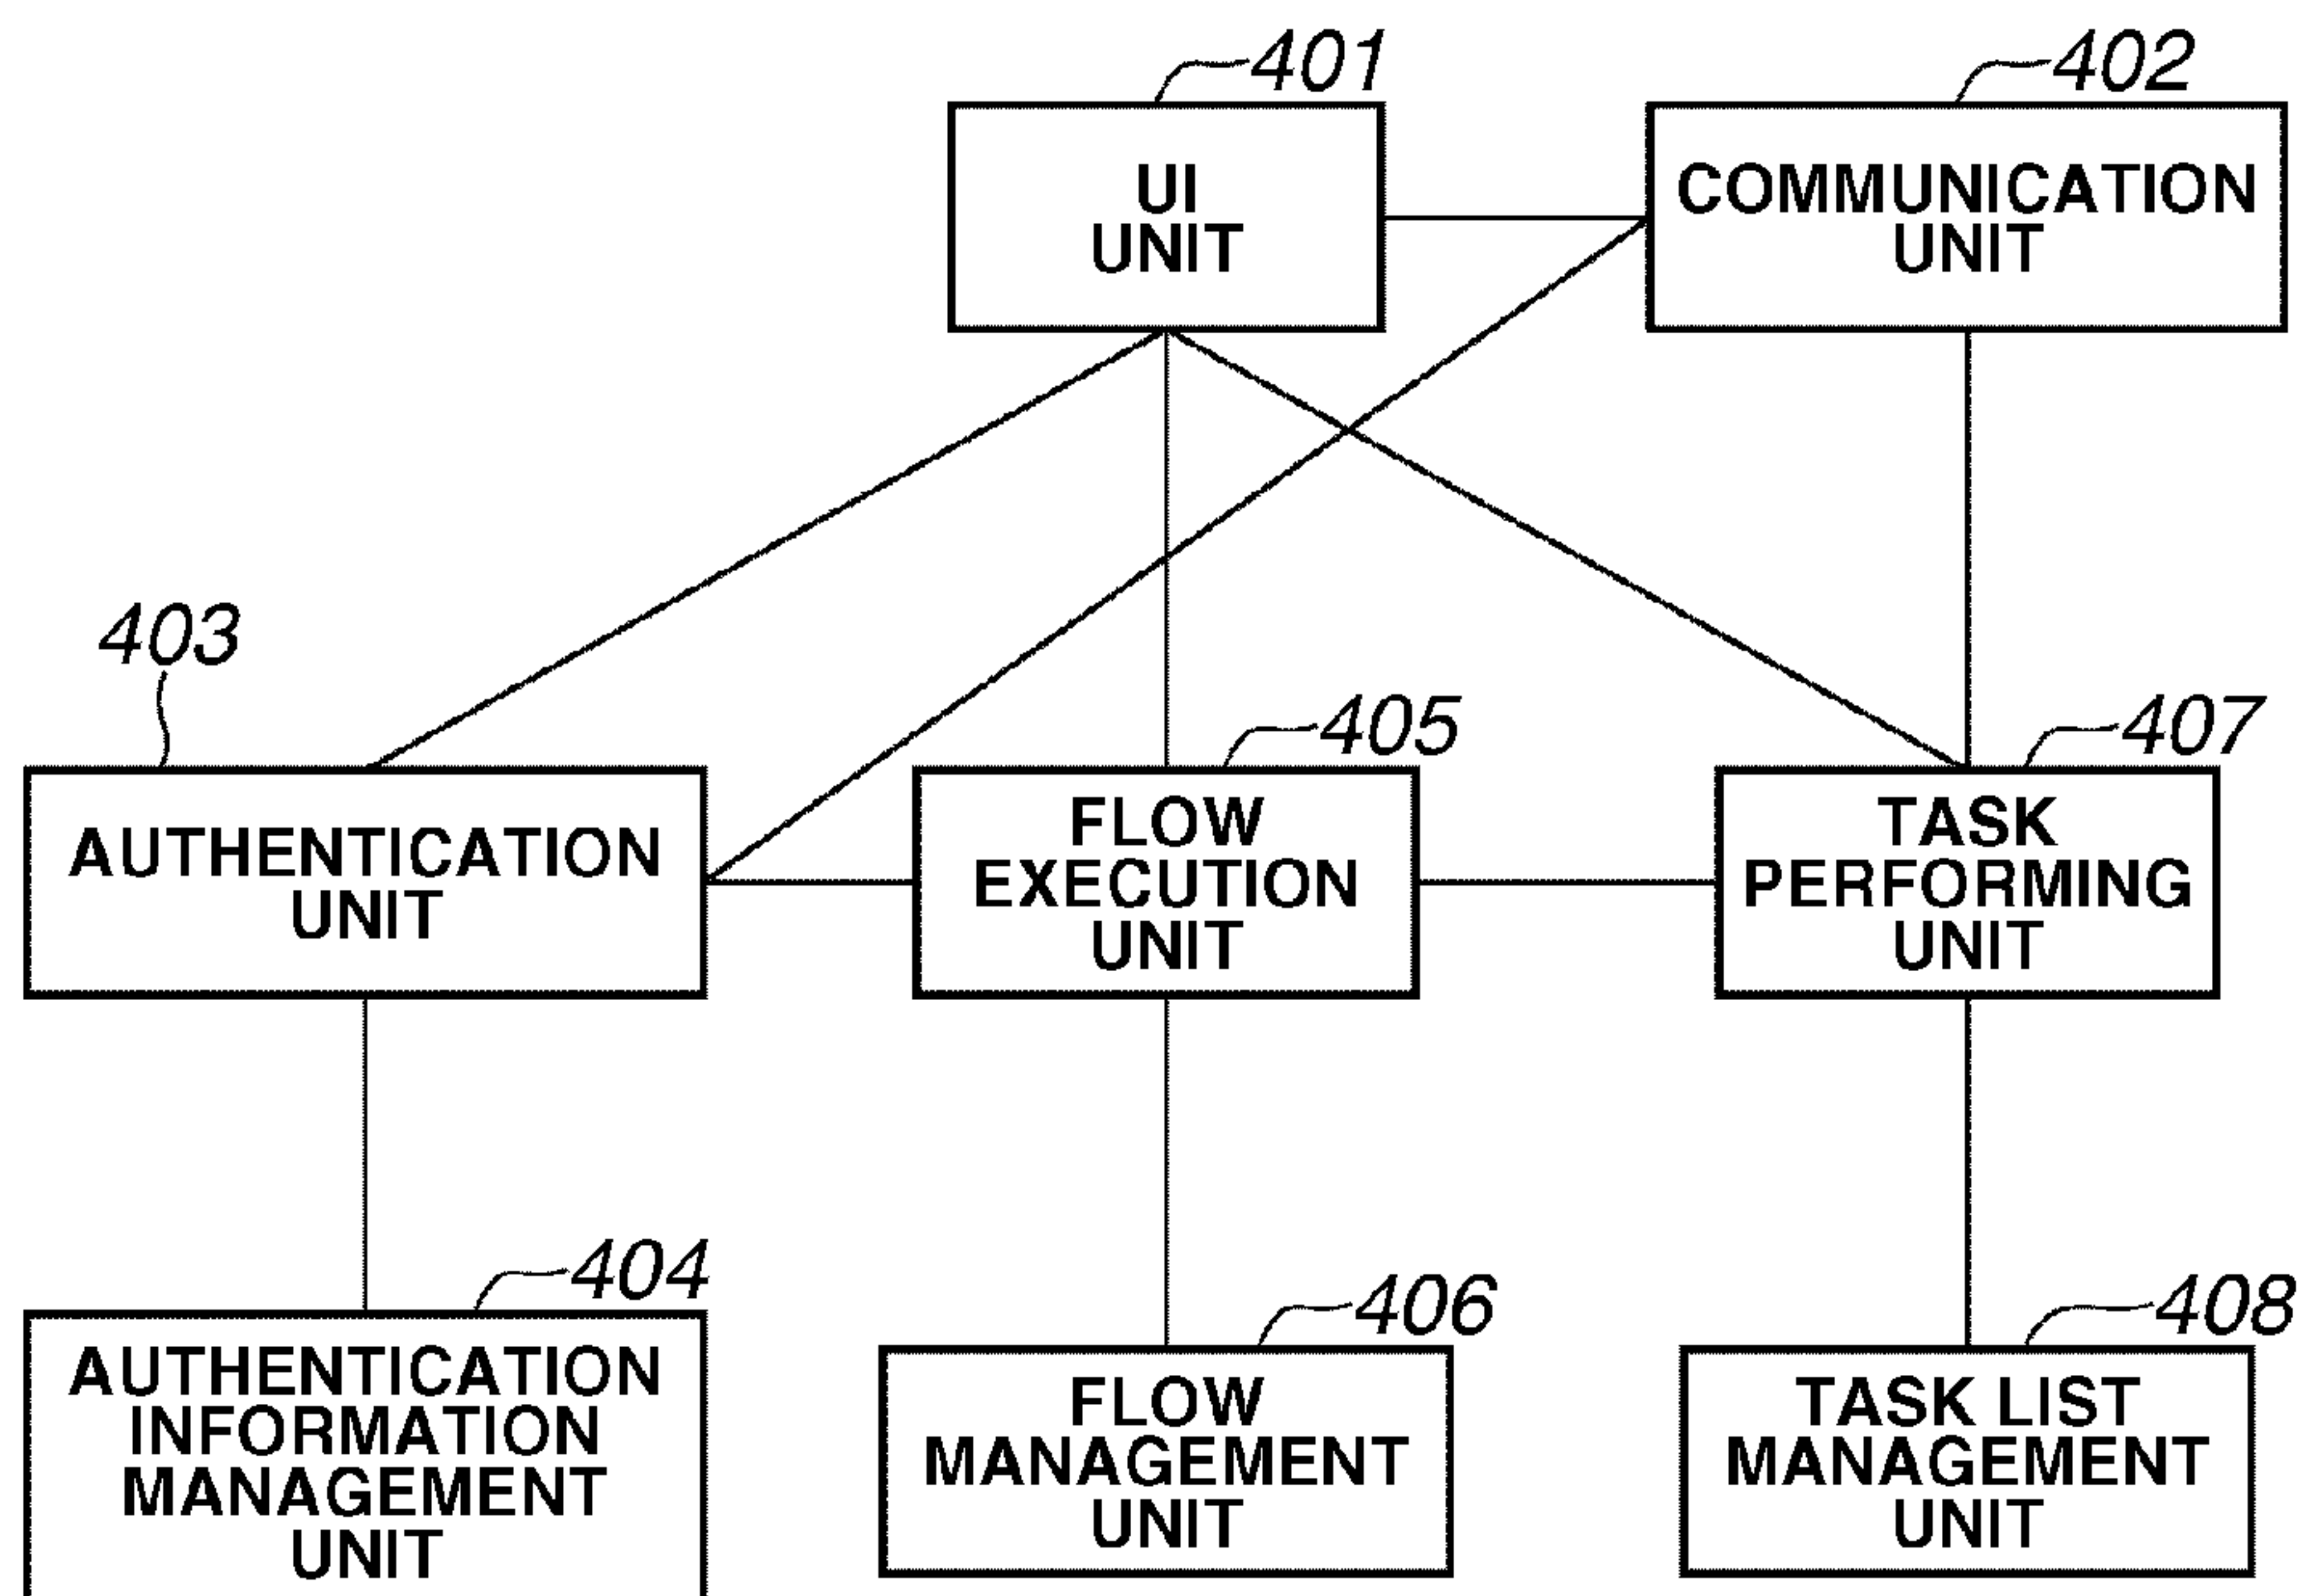 401
UI
UNIT
402
COMMUNICATION
UNIT
403
AUTHENTICATION
UNIT
405
FLOW
EXECUTION
UNIT
407
TASK
PERFORMING
UNIT
404
AUTHENTICATION
INFORMATION
MANAGEMENT
UNIT
406
FLOW
MANAGEMENT
UNIT
408
TASK LIST
MANAGEMENT
UNIT